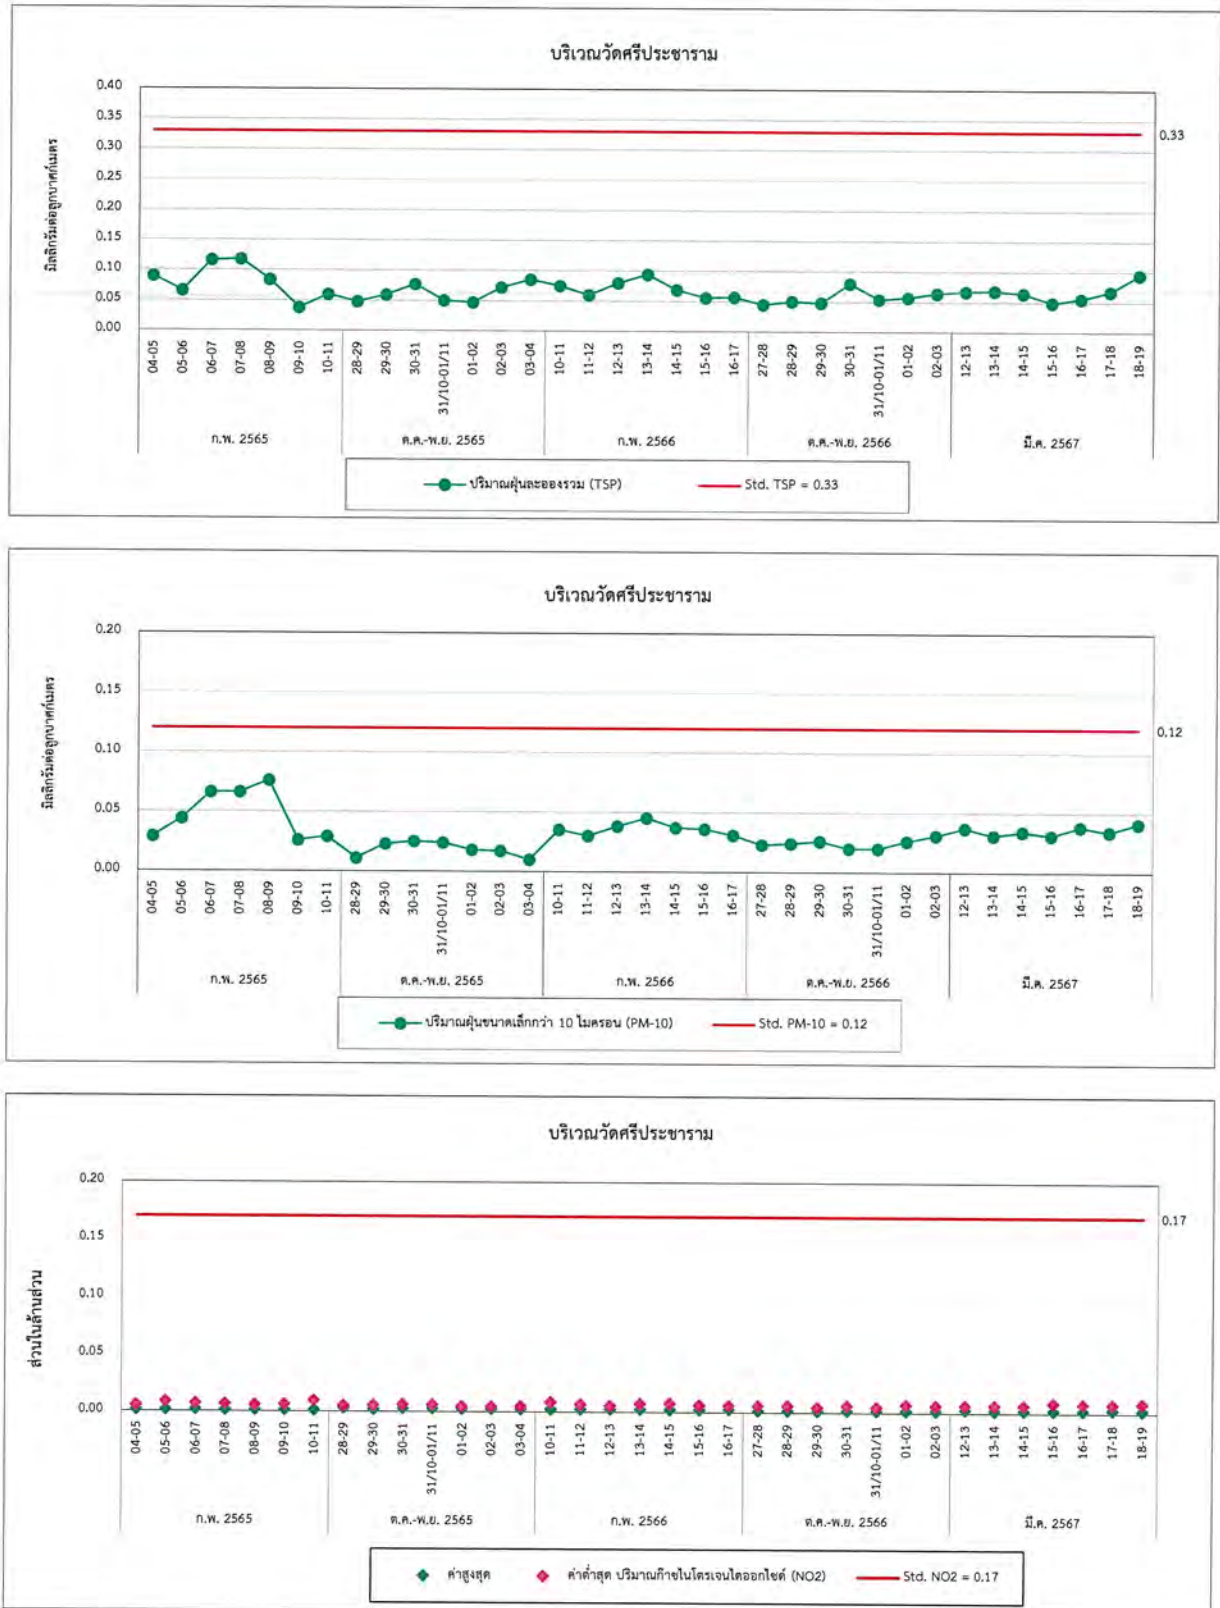 บริเวณวัดศรีประชาราม
มิลลิกรัมต่อลูกบาศก์เมตร
0.40
0.35
0.30
0.25
0.20
0.15
0.10
0.05
0.00
0.33
04-05 05-06 06-07 07-08 08-09 09-10 10-11 28-29 29-30 30-31 31/10-01/11 01-02 02-03 03-04 10-11 11-12 12-13 13-14 14-15 15-16 16-17 27-28 28-29 29-30 30-31 31/10-01/11 01-02 02-03 12-13 13-14 14-15 15-16 16-17 17-18 18-19
ก.พ. 2565 ต.ค.-พ.ย. 2565 ก.พ. 2566 ต.ค.-พ.ย. 2566 มี.ค. 2567
ปริมาณฝุ่นละอองรวม (TSP) Std. TSP = 0.33
บริเวณวัดศรีประชาราม
มิลลิกรัมต่อลูกบาศก์เมตร
0.20
0.15
0.10
0.05
0.00
0.12
04-05 05-06 06-07 07-08 08-09 09-10 10-11 28-29 29-30 30-31 31/10-01/11 01-02 02-03 03-04 10-11 11-12 12-13 13-14 14-15 15-16 16-17 27-28 28-29 29-30 30-31 31/10-01/11 01-02 02-03 12-13 13-14 14-15 15-16 16-17 17-18 18-19
ก.พ. 2565 ต.ค.-พ.ย. 2565 ก.พ. 2566 ต.ค.-พ.ย. 2566 มี.ค. 2567
ปริมาณฝุ่นขนาดเล็กกว่า 10 ไมครอน (PM-10) Std. PM-10 = 0.12
บริเวณวัดศรีประชาราม
ส่วนในล้านส่วน
0.20
0.15
0.10
0.05
0.00
0.17
04-05 05-06 06-07 07-08 08-09 09-10 10-11 28-29 29-30 30-31 31/10-01/11 01-02 02-03 03-04 10-11 11-12 12-13 13-14 14-15 15-16 16-17 27-28 28-29 29-30 30-31 31/10-01/11 01-02 02-03 12-13 13-14 14-15 15-16 16-17 17-18 18-19
ก.พ. 2565 ต.ค.-พ.ย. 2565 ก.พ. 2566 ต.ค.-พ.ย. 2566 มี.ค. 2567
ค่าสูงสุด ค่าต่ำสุด ปริมาณก๊าซไนโตรเจนไดออกไซด์ (NO2) Std. NO2 = 0.17